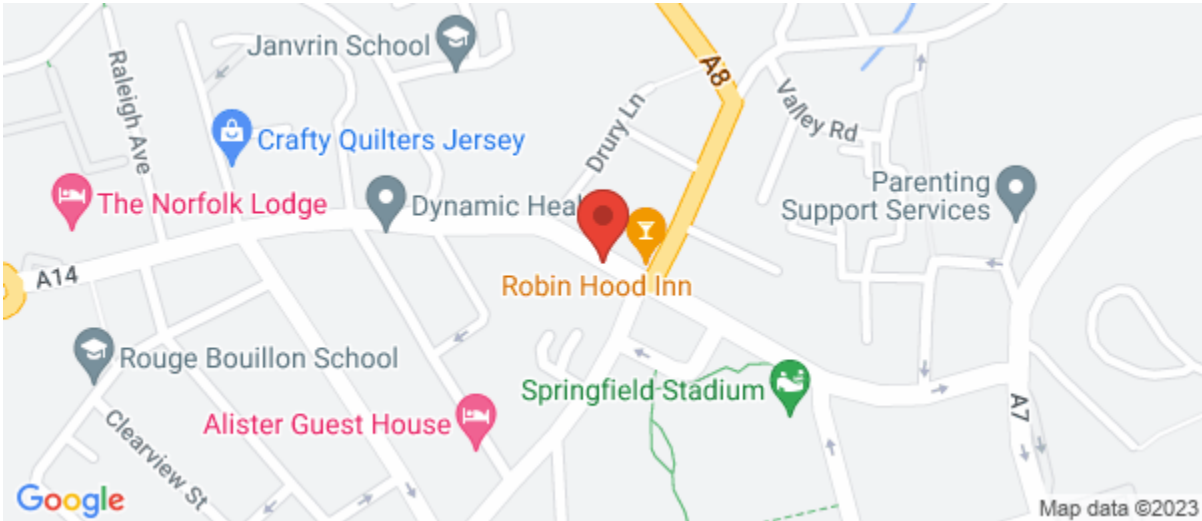 Janvrin School
A8
Raleigh Ave
Valley Rd
Crafty Quilters Jersey
Drury Ln
Parenting
Support Services
The Norfolk Lodge
Dynamic Heal
A14
Robin Hood Inn
Rouge Bouillon School
Springfield Stadium
Alister Guest House
A7
Clearview St
Google
Map data ©2023